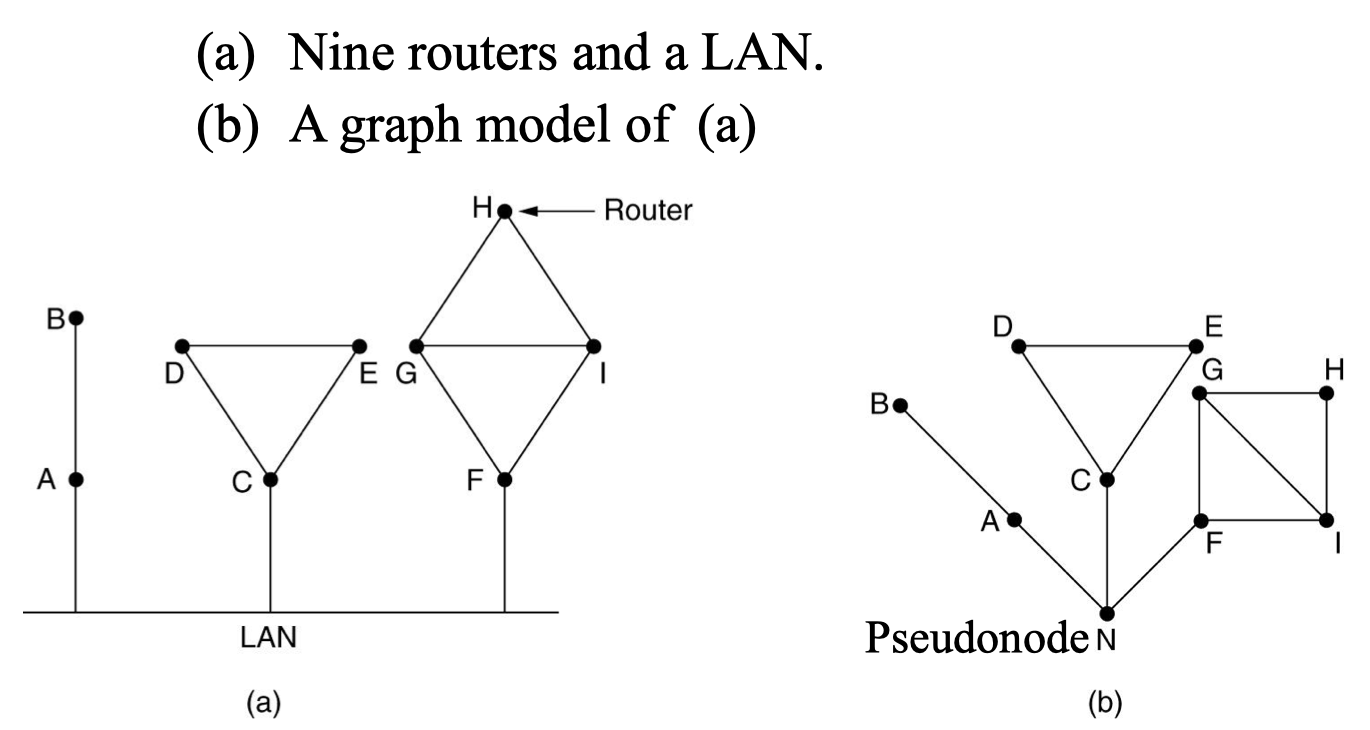 (a) Nine routers and a LAN.
(b) A graph model of (a)
H
Router
B
D
E
G
I
A
C
F
LAN
(a)
D
E
G
H
B
C
A
F
I
Pseudonode N
(b)